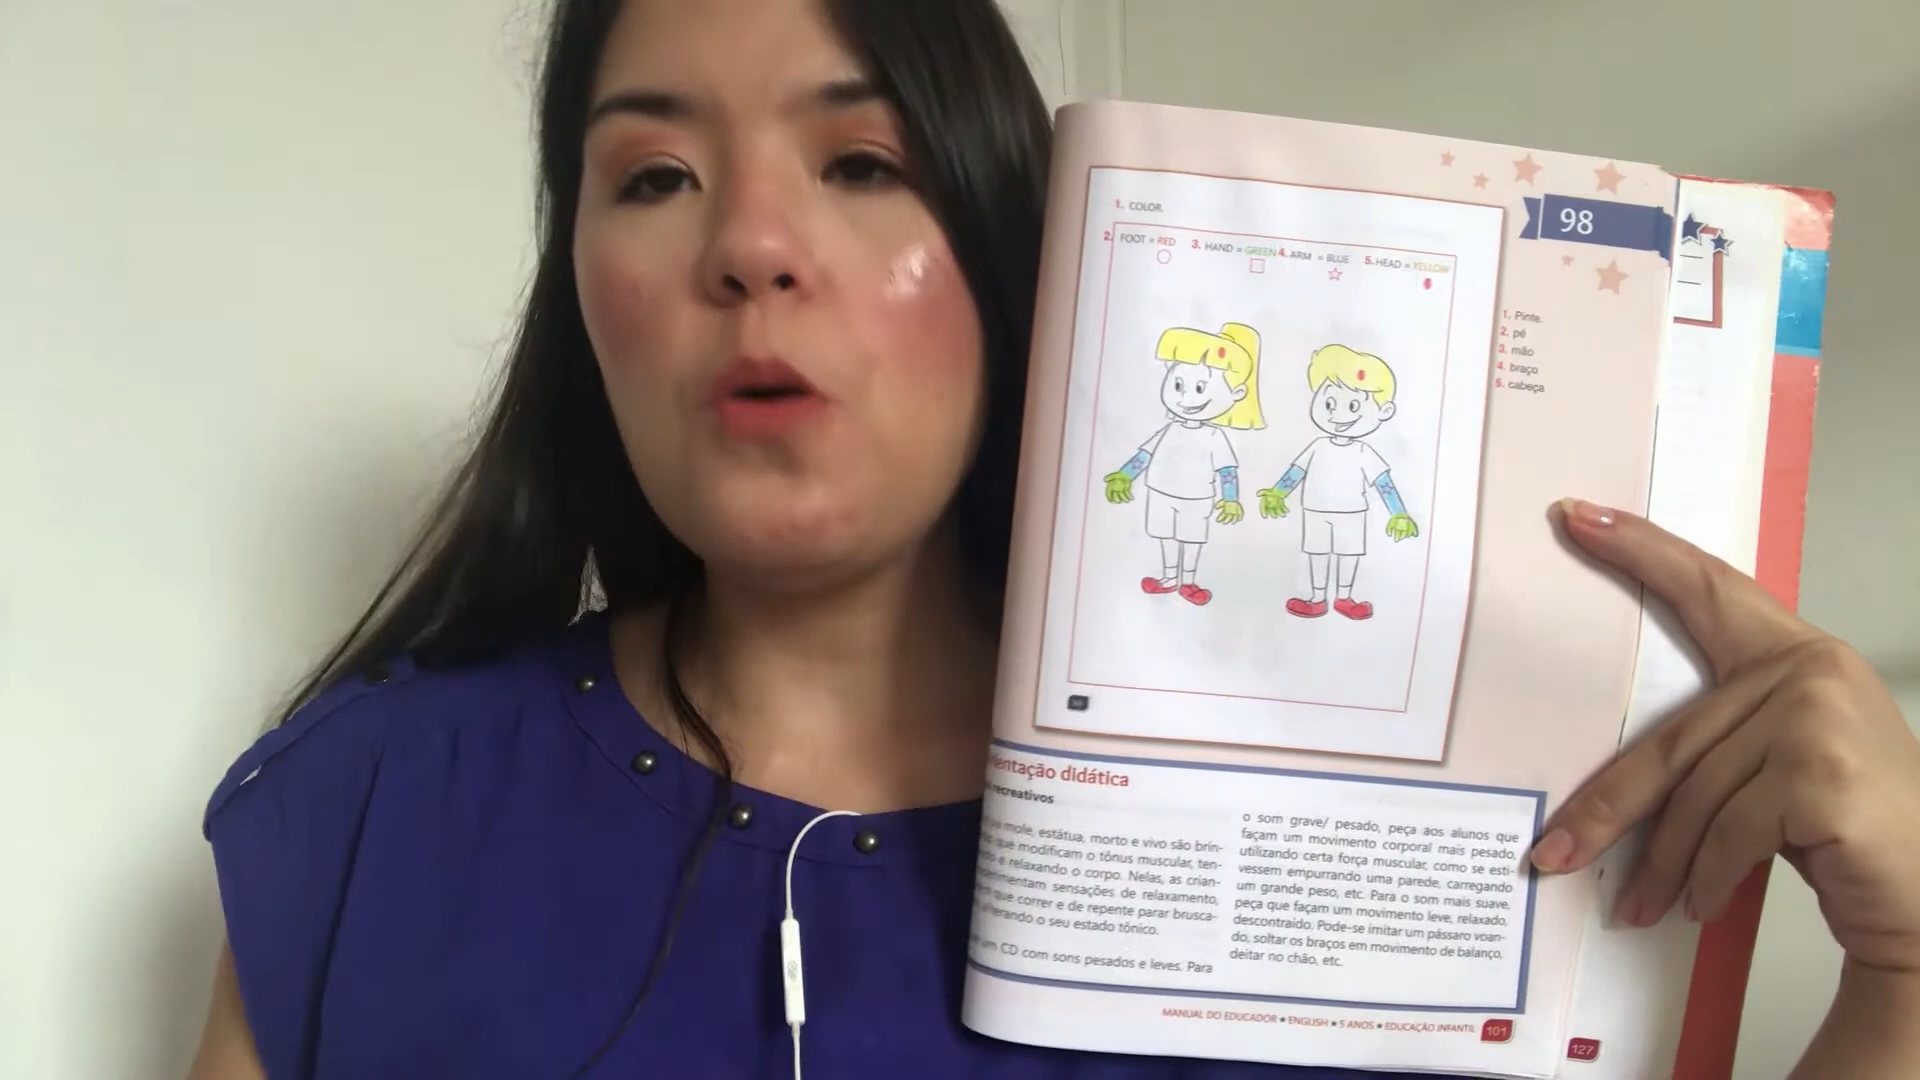 98
1. COLOR.
2. FOOT = RED 3. HAND = GREEN 4. ARM = BLUE 5. HEAD = YELLOW
1. Pinte.
2. pé
3. mão
4. braço
5. cabeça
98
entação didática
recreativos
mole, estátua, morto e vivo são brin-
que modificam o tônus muscular, ten-
e relaxando o corpo. Nelas, as crian-
perimentam sensações de relaxamento,
que correr e de repente parar brusca-
alterando o seu estado tônico.
um CD com sons pesados e leves. Para
o som grave/ pesado, peça aos alunos que
façam um movimento corporal mais pesado,
utilizando certa força muscular, como se esti-
vessem empurrando uma parede, carregando
um grande peso, etc. Para o som mais suave,
peça que façam um movimento leve, relaxado,
descontraído. Pode-se imitar um pássaro voan-
do, soltar os braços em movimento de balanço,
deitar no chão, etc.
MANUAL DO EDUCADOR ★ ENGLISH ★ 5 ANOS ★ EDUCAÇÃO INFANTIL 101
127